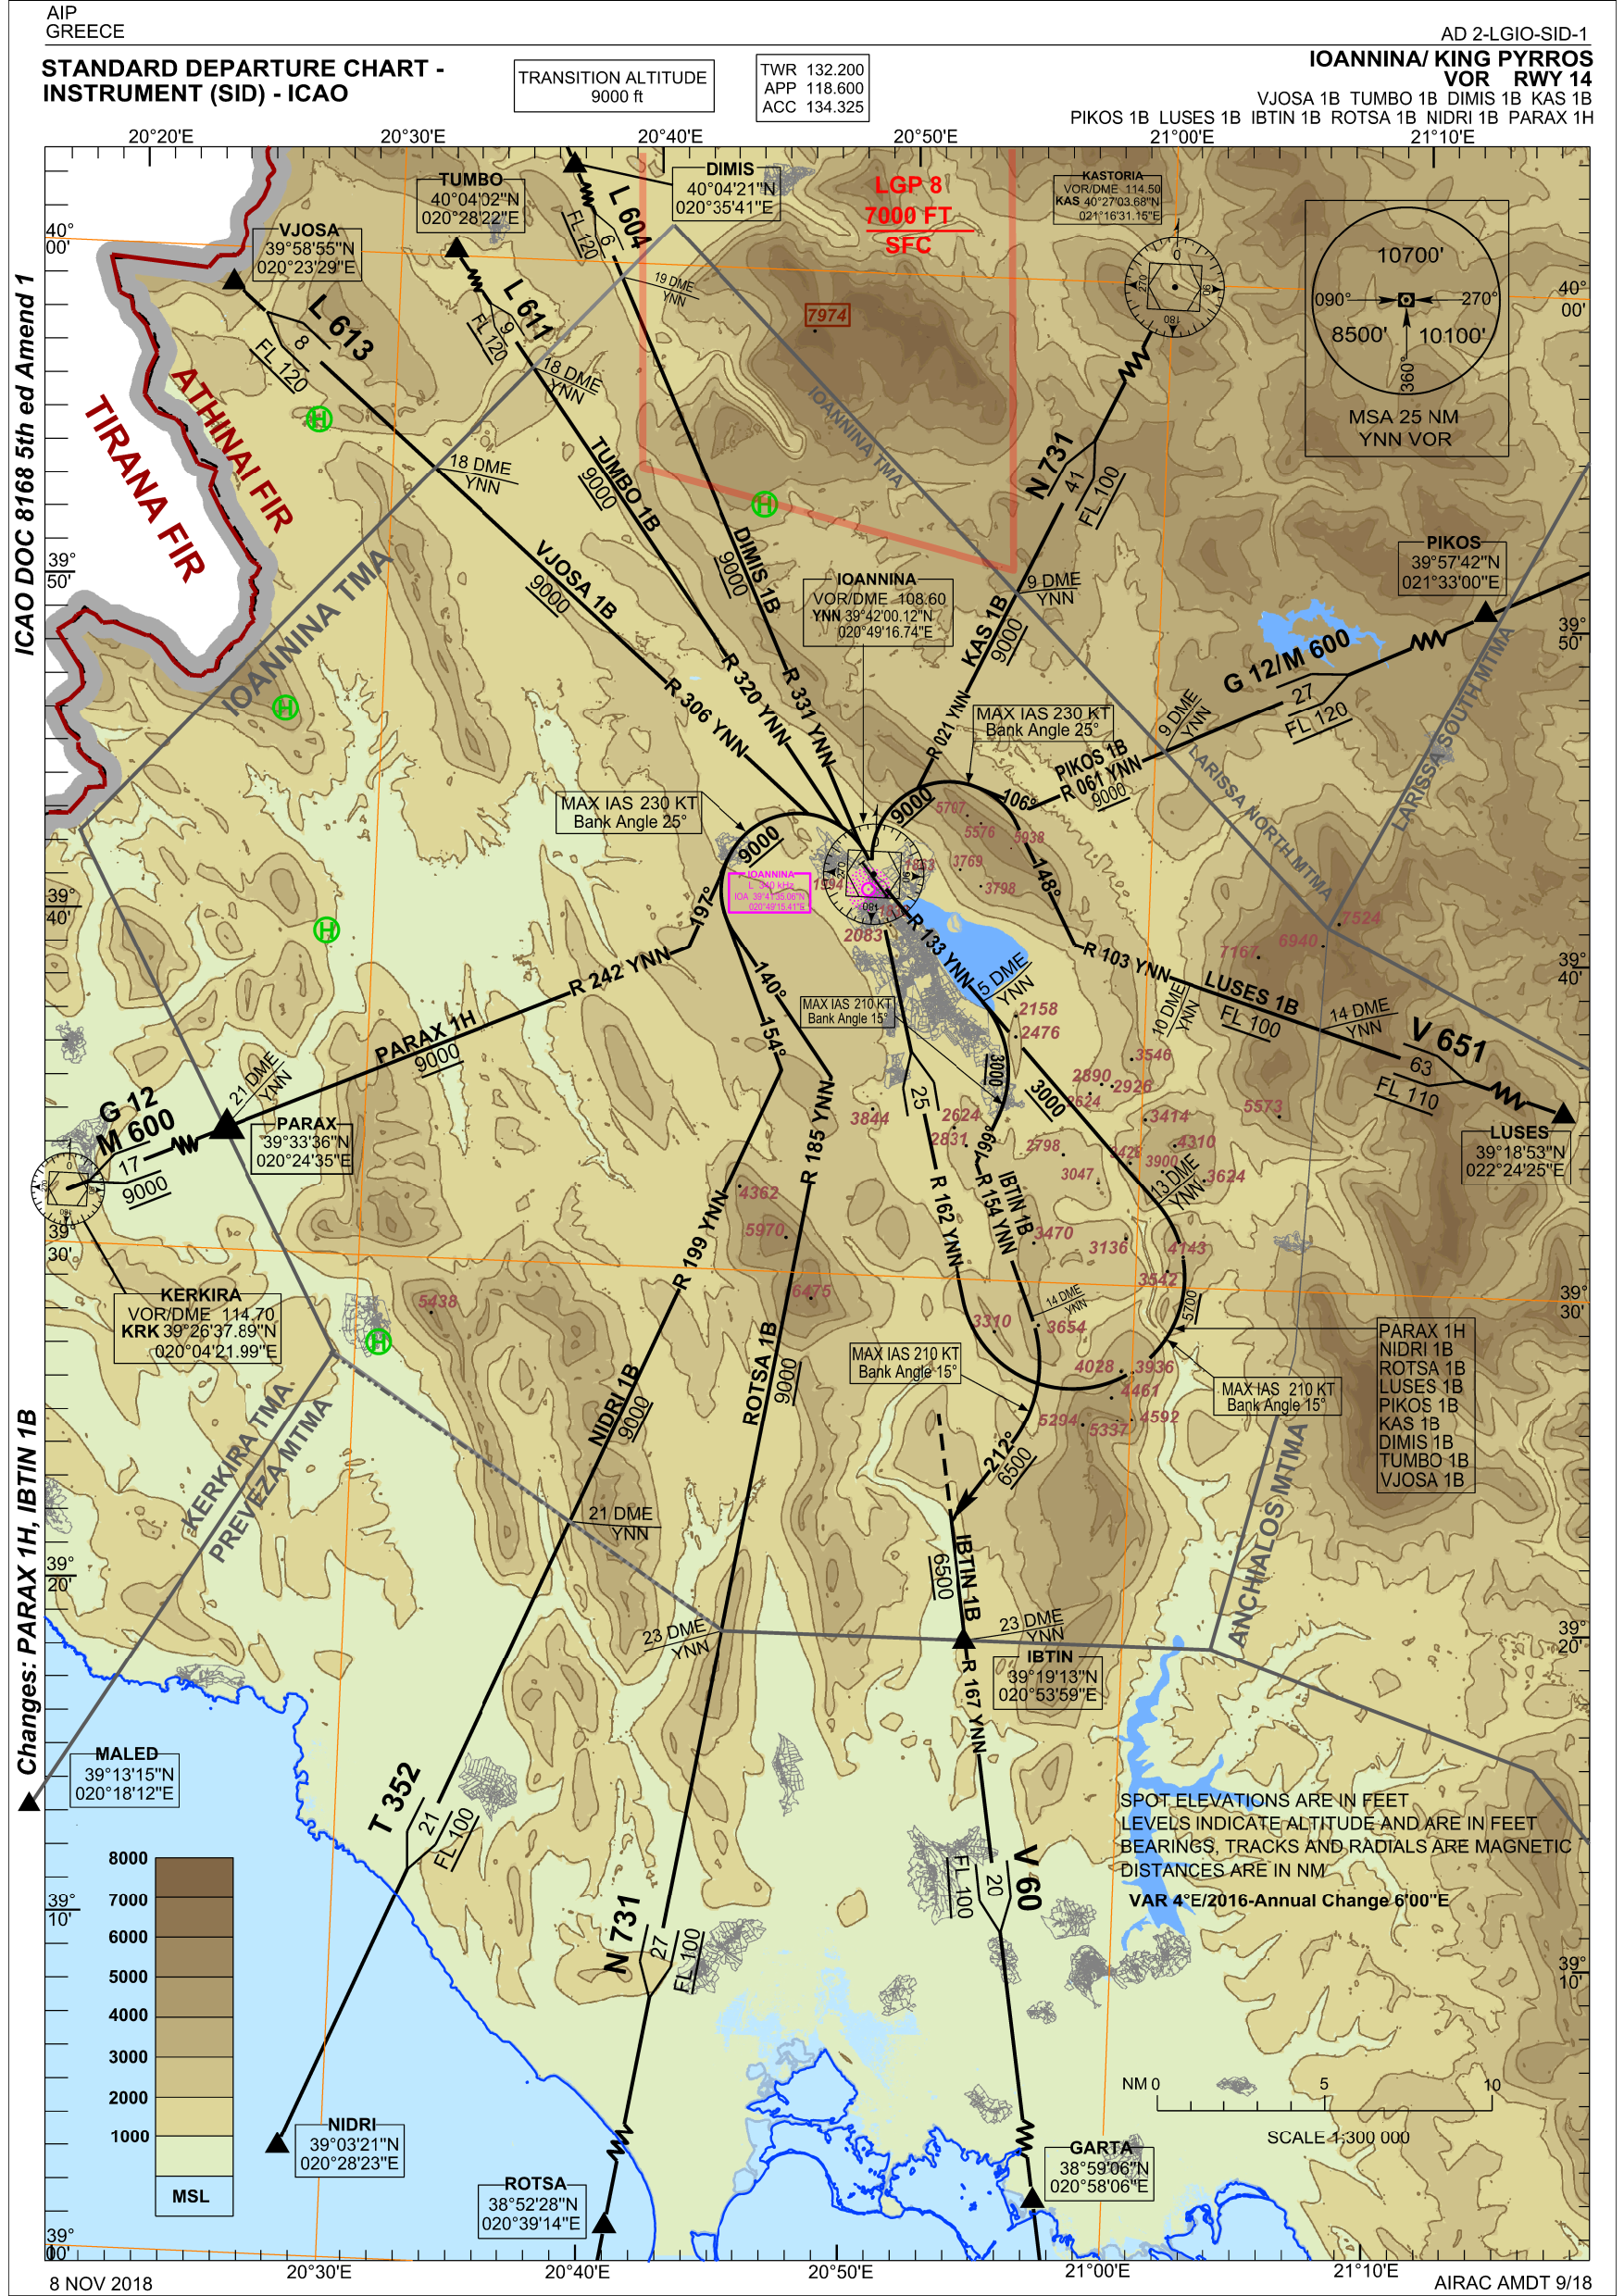 AIP
GREECE
AD 2-LGIO-SID-1
STANDARD DEPARTURE CHART -
INSTRUMENT (SID) - ICAO
TRANSITION ALTITUDE
9000 ft
TWR 132.200
APP 118.600
ACC 134.325
IOANNINA/ KING PYRROS
VOR RWY 14
VJOSA 1B TUMBO 1B DIMIS 1B KAS 1B
PIKOS 1B LUSES 1B IBTIN 1B ROTSA 1B NIDRI 1B PARAX 1H
20°20'E
20°30'E
20°40'E
20°50'E
21°00'E
21°10'E
ICAO DOC 8168 5th ed Amend 1
Changes: PARAX 1H, IBTIN 1B
40°
00'
39°
50'
39°
40'
39°
30'
39°
20'
39°
10'
39°
00'
40°
00'
39°
50'
39°
40'
39°
30'
39°
20'
39°
10'
DIMIS
40°04'21"N
020°35'41"E
TUMBO
40°04'02"N
020°28'22"E
VJOSA
39°58'55"N
020°23'29"E
LGP 8
7000 FT
SFC
KASTORIA
VOR/DME 114.50
KAS 40°27'03.68"N
021°16'31.15"E
10700'
090°
270°
8500'
10100'
360°
MSA 25 NM
YNN VOR
L 604
6
FL 120
L 611
9
FL 120
L 613
8
FL 120
19 DME
YNN
18 DME
YNN
18 DME
YNN
7974
IOANNINA TMA
ATHINAI FIR
TIRANA FIR
IOANNINA TMA
N 731
41
FL 100
TUMBO 1B
9000
VJOSA 1B
9000
DIMIS 1B
9000
KAS 1B
9000
9 DME
YNN
PIKOS
39°57'42"N
021°33'00"E
IOANNINA
VOR/DME 108.60
YNN 39°42'00.12"N
020°49'16.74"E
G 12/M 600
27
FL 120
9 DME
YNN
LARISSA SOUTH MTMA
LARISSA NORTH MTMA
R 306 YNN
R 320 YNN
R 331 YNN
R 021 YNN
MAX IAS 230 KT
Bank Angle 25°
MAX IAS 230 KT
Bank Angle 25°
PIKOS 1B
R 061 YNN
9000
106°
148°
9000
9000
197°
5707
5576
5938
1863
3769
3798
1994
IOANNINA
L 340 kHz
IOA 39°41'35.06"N
020°49'15.41"E
2083
R 133 YNN
5 DME
YNN
R 103 YNN
LUSES 1B
FL 100
10 DME
YNN
14 DME
YNN
7524
6940
7167
V 651
63
FL 110
LUSES
39°18'53"N
022°24'25"E
R 242 YNN
PARAX 1H
9000
21 DME
YNN
G 12
M 600
17
9000
PARAX
39°33'36"N
020°24'35"E
140°
154°
MAX IAS 210 KT
Bank Angle 15°
2158
2476
3546
2890
2926
2624
3414
5573
4310
3900
3624
3844
2624
2831
2798
3047
3000
3000
25
199°
13 DME
YNN
R 185 YNN
R 199 YNN
R 162 YNN
R 154 YNN
IBTIN 1B
4362
5970
6475
3470
3136
4143
3542
5700
3310
3654
14 DME
YNN
4028
3936
4461
5294
5337
4592
5438
KERKIRA
VOR/DME 114.70
KRK 39°26'37.89"N
020°04'21.99"E
MAX IAS 210 KT
Bank Angle 15°
MAX IAS 210 KT
Bank Angle 15°
PARAX 1H
NIDRI 1B
ROTSA 1B
LUSES 1B
PIKOS 1B
KAS 1B
DIMIS 1B
TUMBO 1B
VJOSA 1B
KERKIRA TMA
PREVEZA MTMA
ANCHIALOS MTMA
NIDRI 1B
9000
ROTSA 1B
9000
212°
6500
21 DME
YNN
23 DME
YNN
IBTIN 1B
6500
23 DME
YNN
IBTIN
39°19'13"N
020°53'59"E
R 167 YNN
MALED
39°13'15"N
020°18'12"E
T 352
21
FL 100
N 731
27
FL 100
V 60
20
FL 100
SPOT ELEVATIONS ARE IN FEET
LEVELS INDICATE ALTITUDE AND ARE IN FEET
BEARINGS, TRACKS AND RADIALS ARE MAGNETIC
DISTANCES ARE IN NM
VAR 4°E/2016-Annual Change 6'00"E
8000
7000
6000
5000
4000
3000
2000
1000
MSL
NIDRI
39°03'21"N
020°28'23"E
ROTSA
38°52'28"N
020°39'14"E
GARTA
38°59'06"N
020°58'06"E
NM 0
5
10
SCALE 1:300 000
20°30'E
20°40'E
20°50'E
21°00'E
21°10'E
8 NOV 2018
AIRAC AMDT 9/18